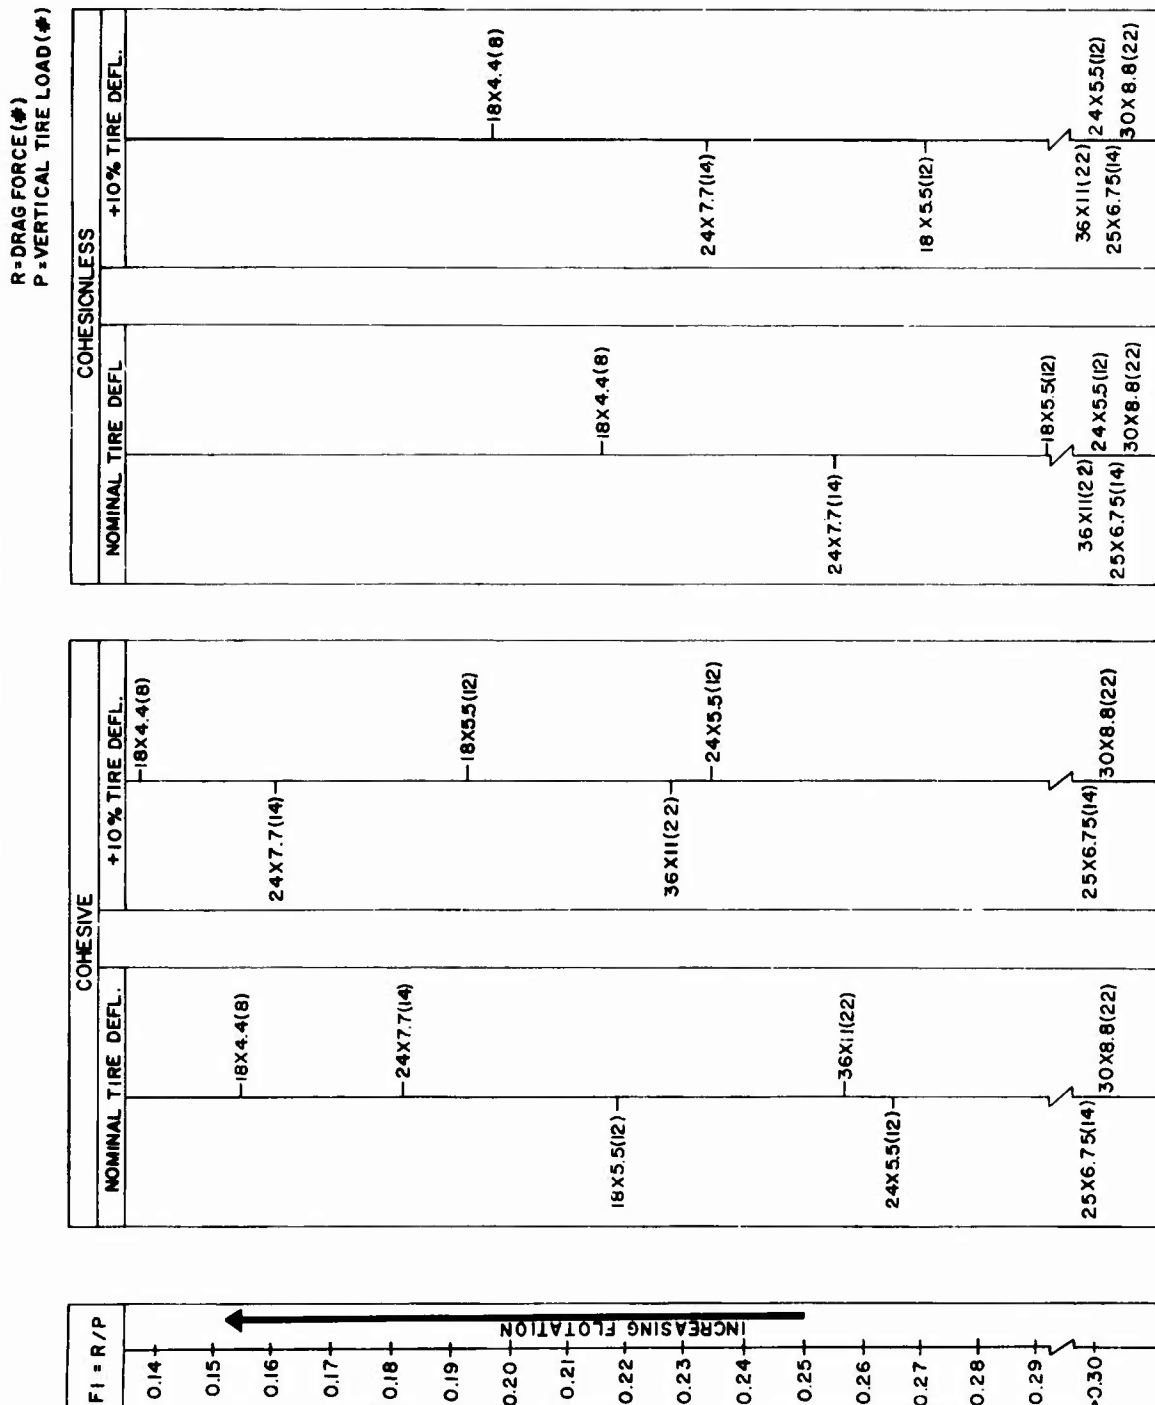 R=DRAG FORCE(#)
P=VERTICAL TIRE LOAD(#)
F1 = R/P
0.14
0.15
0.16
0.17
0.18
0.19
0.20
0.21
0.22
0.23
0.24
0.25
0.26
0.27
0.28
0.29
>0.30
INCREASING FLOTATION
COHESIVE
NOMINAL TIRE DEFL.
18X4.4(8)
24X7.7(14)
18X5.5(12)
36X11(22)
24X5.5(12)
25X6.75(14)
30X8.8(22)
+10% TIRE DEFL.
18X4.4(8)
24X7.7(14)
18X5.5(12)
36X11(22)
24X5.5(12)
25X6.75(14)
30X8.8(22)
COHESIONLESS
NOMINAL TIRE DEFL
18X4.4(8)
24X7.7(14)
18X5.5(12)
36X11(22)
24X5.5(12)
25X6.75(14)
30X8.8(22)
+10% TIRE DEFL.
18X4.4(8)
24X7.7(14)
18X5.5(12)
36X11(22)
24X5.5(12)
25X6.75(14)
30X8.8(22)